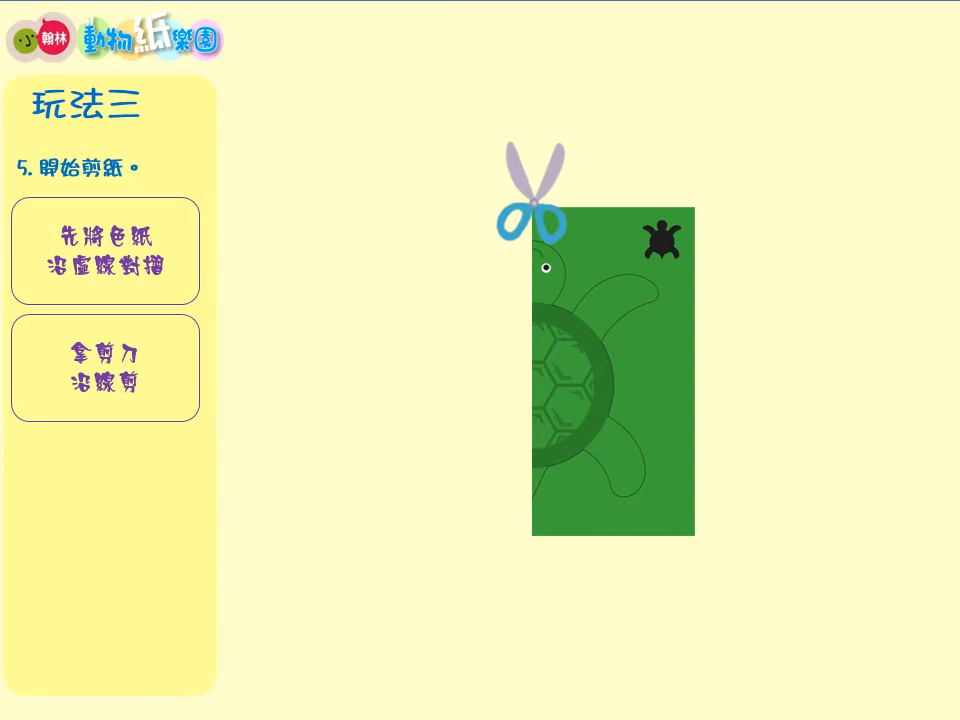 翰林
動物紙樂園
玩法三
5. 開始剪紙。
先將色紙
沿虛線對摺
拿剪刀
沿線剪